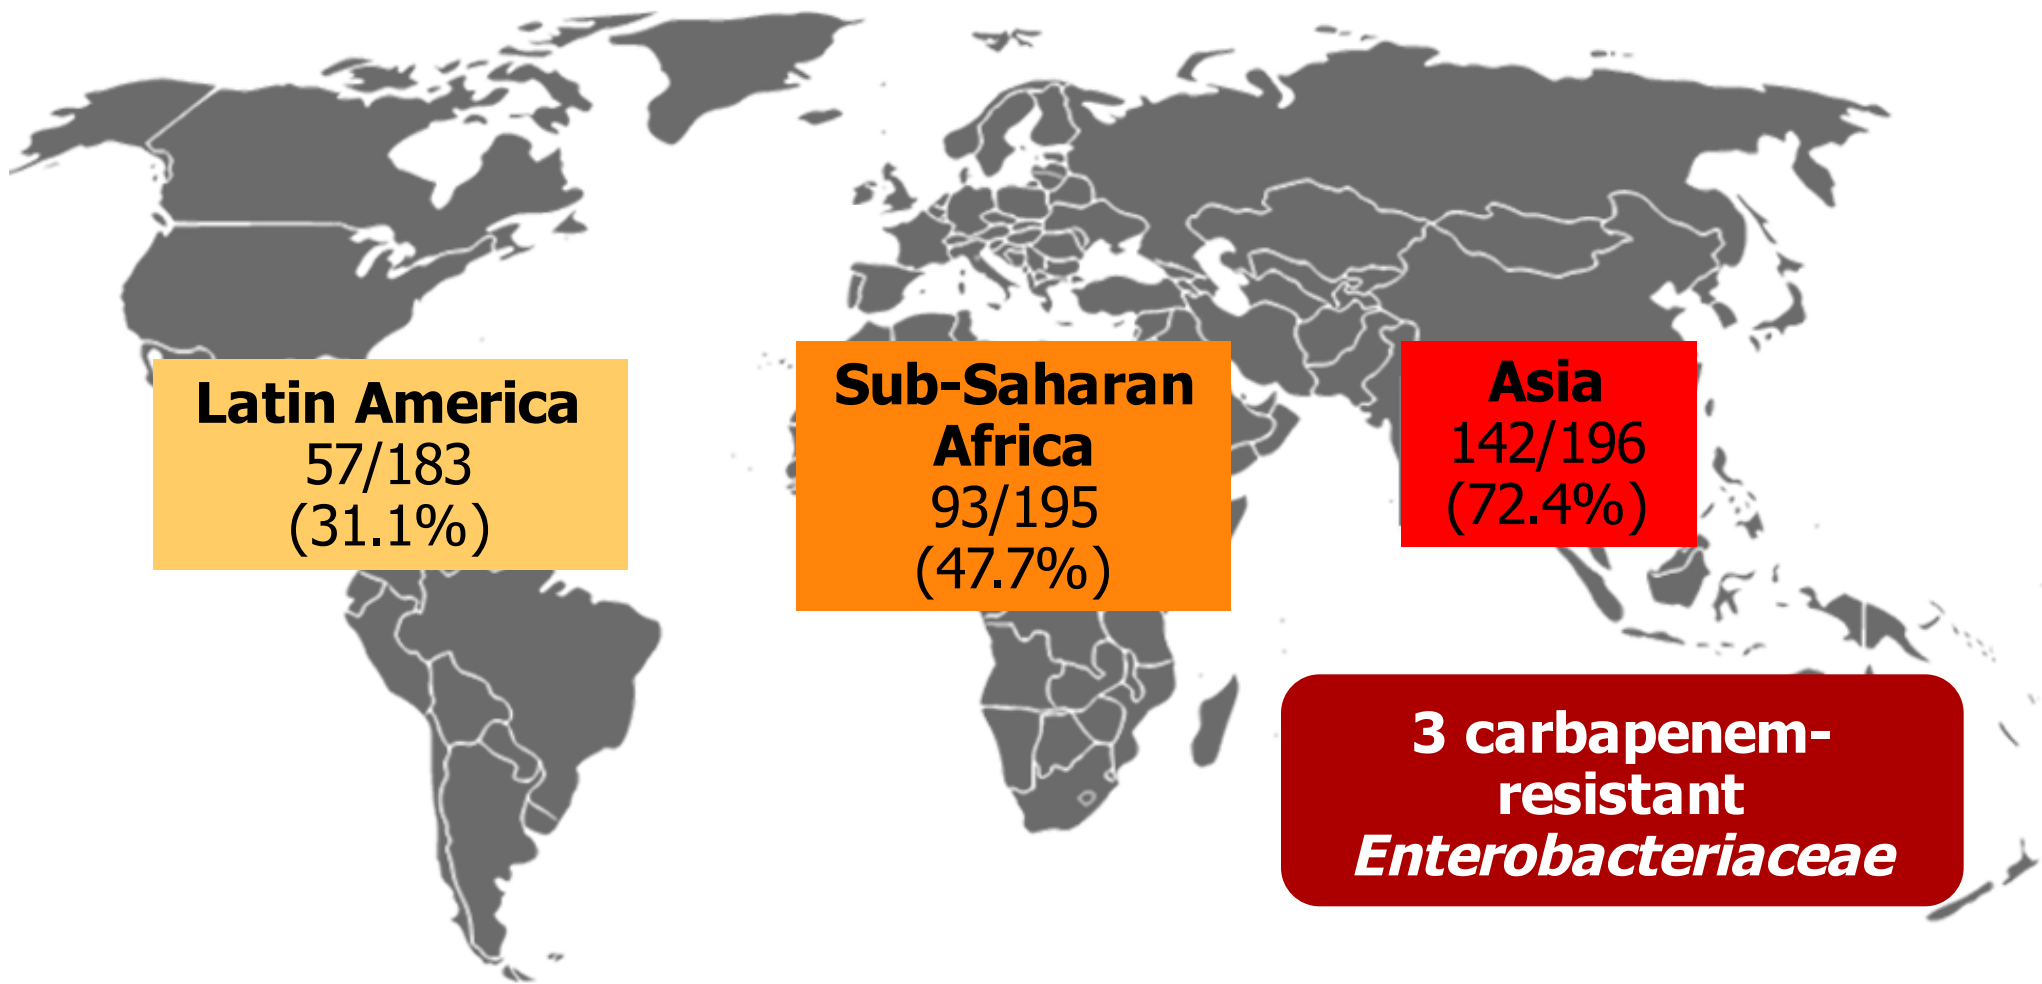 Latin America
57/183
(31.1%)
Sub-Saharan
Africa
93/195
(47.7%)
Asia
142/196
(72.4%)
3 carbapenem-
resistant
Enterobacteriaceae